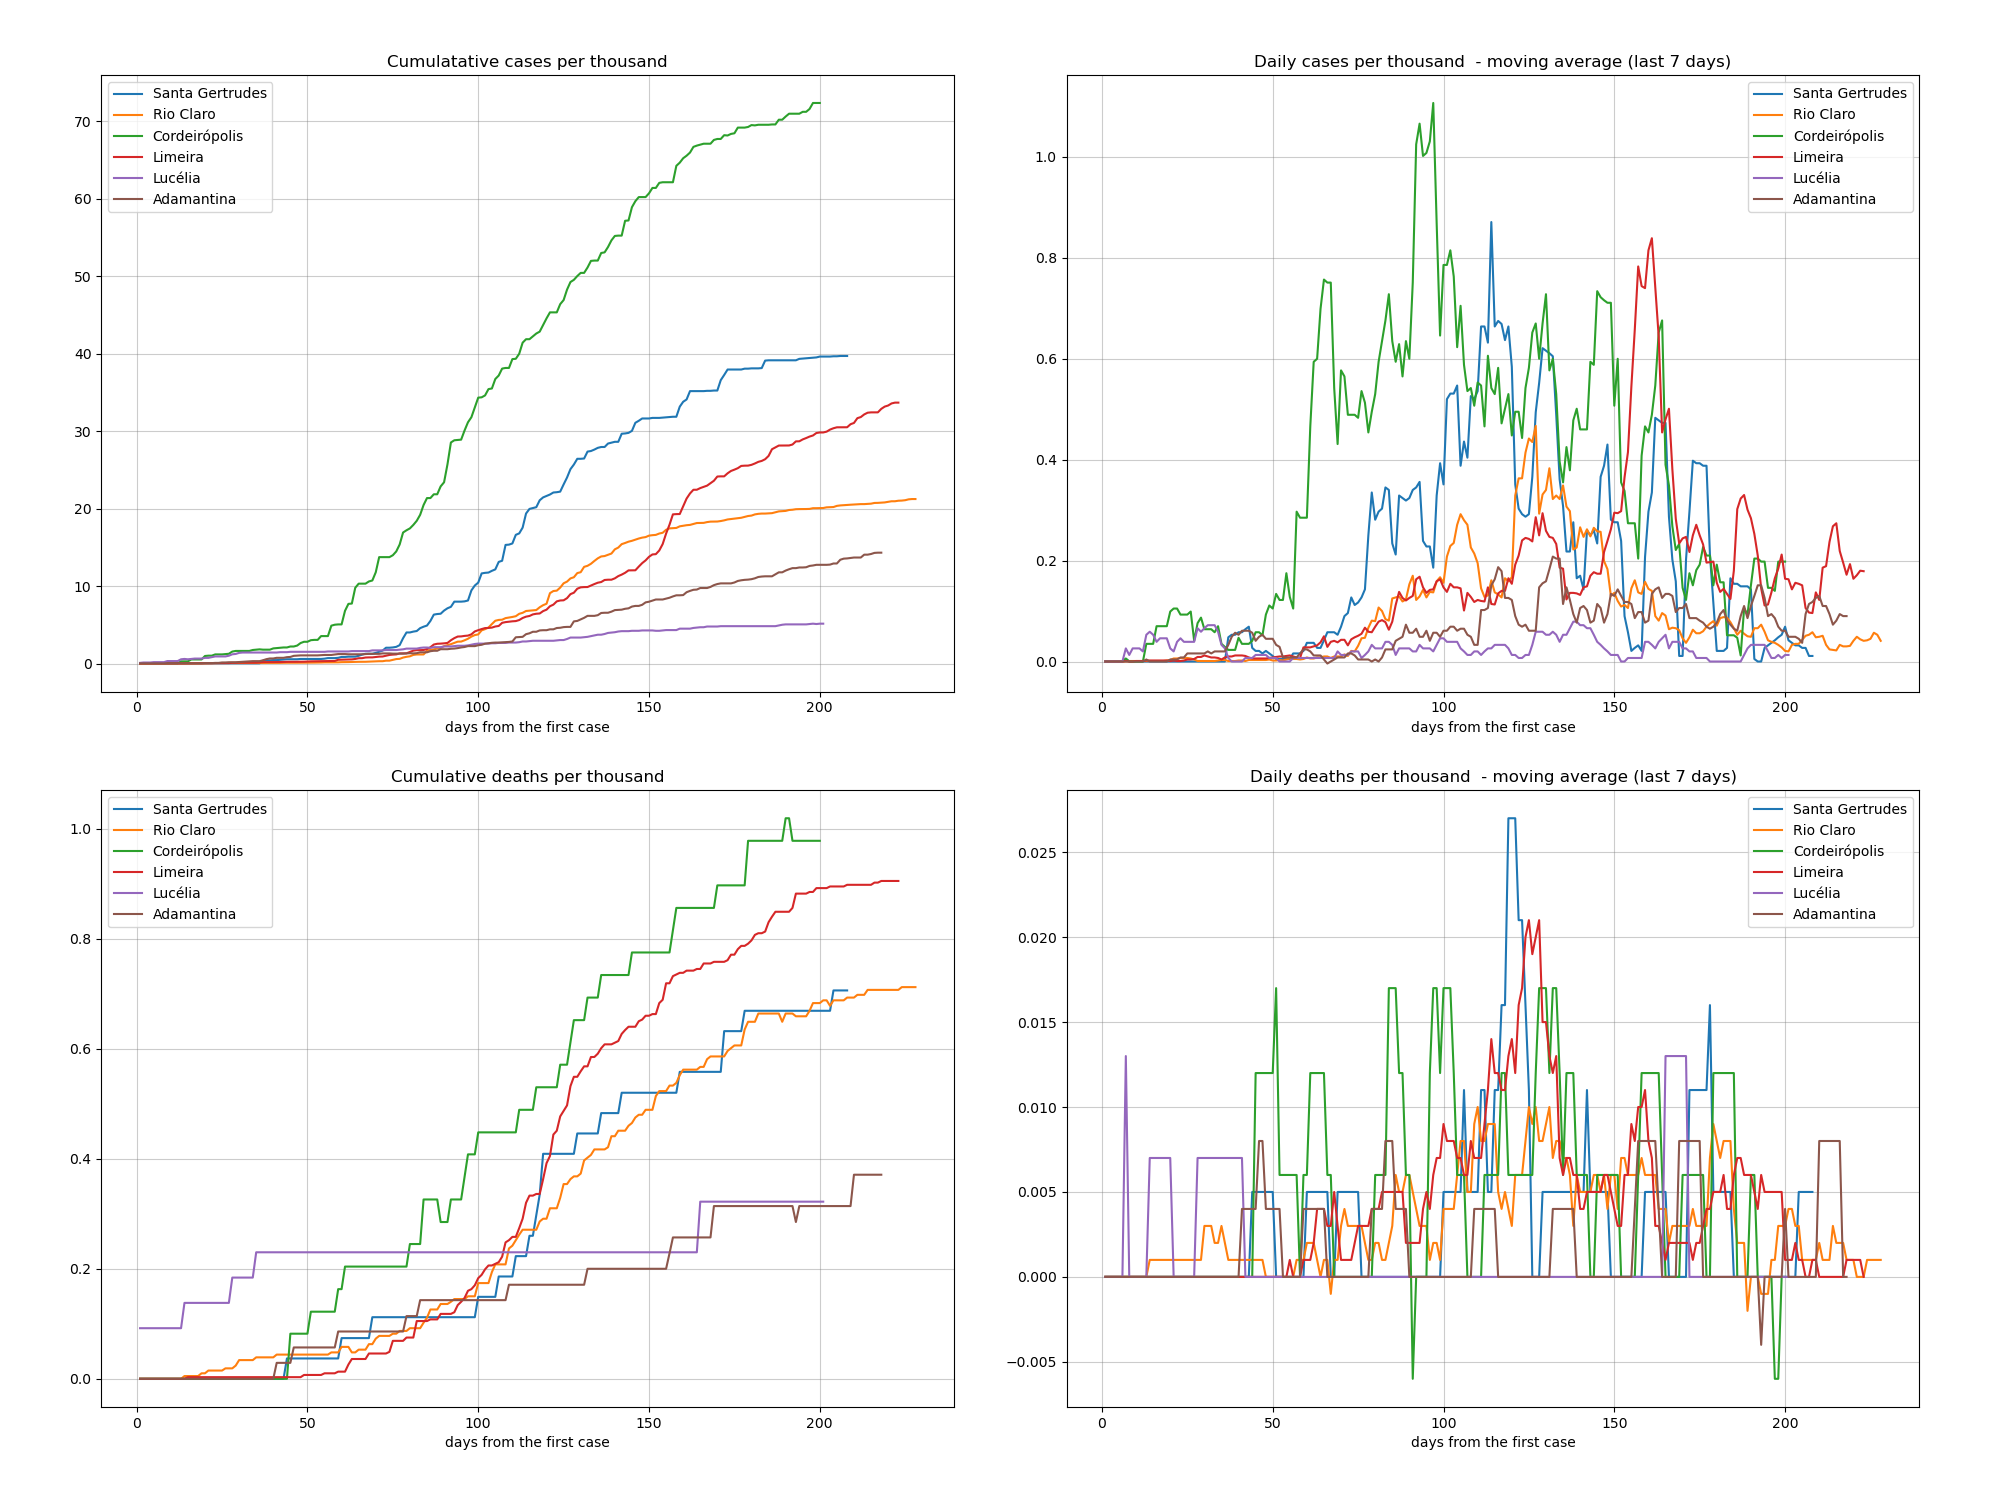 Cumulatative cases per thousand
Santa Gertrudes
Rio Claro
Cordeirópolis
Limeira
Lucélia
Adamantina
70
60
50
40
30
20
10
0
0 50 100 150 200
days from the first case
Daily cases per thousand  - moving average (last 7 days)
Santa Gertrudes
Rio Claro
Cordeirópolis
Limeira
Lucélia
Adamantina
1.0
0.8
0.6
0.4
0.2
0.0
0 50 100 150 200
days from the first case
Cumulative deaths per thousand
Santa Gertrudes
Rio Claro
Cordeirópolis
Limeira
Lucélia
Adamantina
1.0
0.8
0.6
0.4
0.2
0.0
0 50 100 150 200
days from the first case
Daily deaths per thousand  - moving average (last 7 days)
Santa Gertrudes
Rio Claro
Cordeirópolis
Limeira
Lucélia
Adamantina
0.025
0.020
0.015
0.010
0.005
0.000
−0.005
0 50 100 150 200
days from the first case